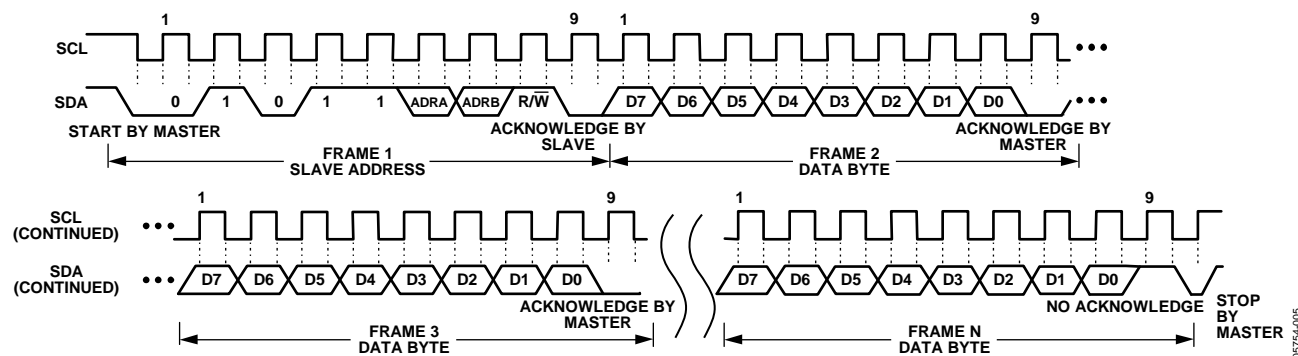 1 9 1 9
SCL
SDA 0 1 0 1 1 ADRA ADRB R/W̅ D7 D6 D5 D4 D3 D2 D1 D0
START BY MASTER
ACKNOWLEDGE BY
SLAVE
ACKNOWLEDGE BY
MASTER
FRAME 1
SLAVE ADDRESS
FRAME 2
DATA BYTE
1 9 1 9
SCL
(CONTINUED)
SDA
(CONTINUED)
D7 D6 D5 D4 D3 D2 D1 D0 D7 D6 D5 D4 D3 D2 D1 D0
ACKNOWLEDGE BY
MASTER
NO ACKNOWLEDGE
STOP
BY
MASTER
FRAME 3
DATA BYTE
FRAME N
DATA BYTE
05754-005